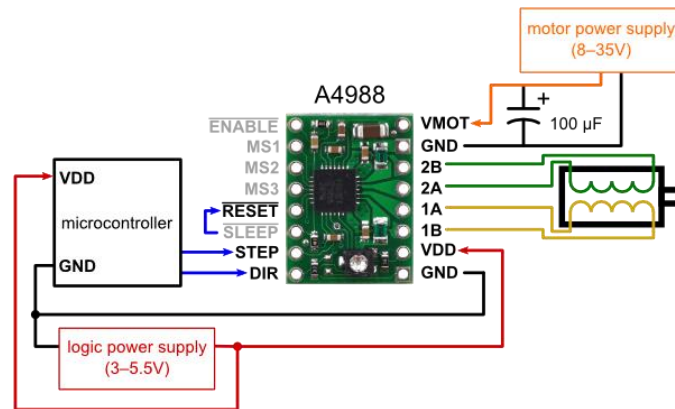 motor power supply
(8–35V)
A4988
ENABLE
VMOT
100 µF
MS1
GND
MS2
2B
MS3
2A
VDD
microcontroller
RESET
1A
SLEEP
1B
GND
STEP
VDD
DIR
GND
logic power supply
(3–5.5V)
+